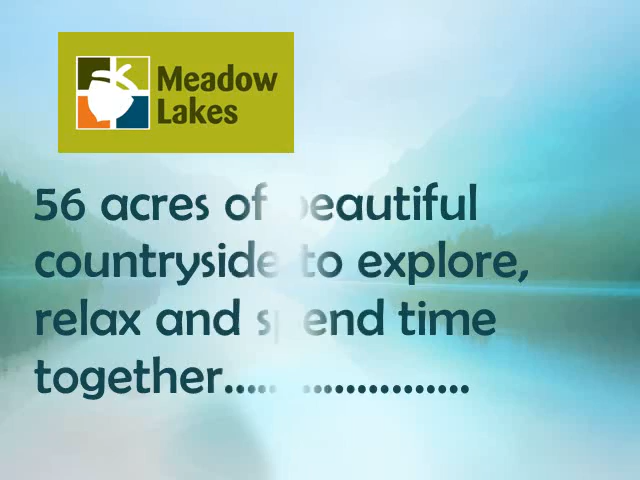 Meadow
Lakes
56 acres of beautiful
countryside to explore,
relax and spend time
together.....................